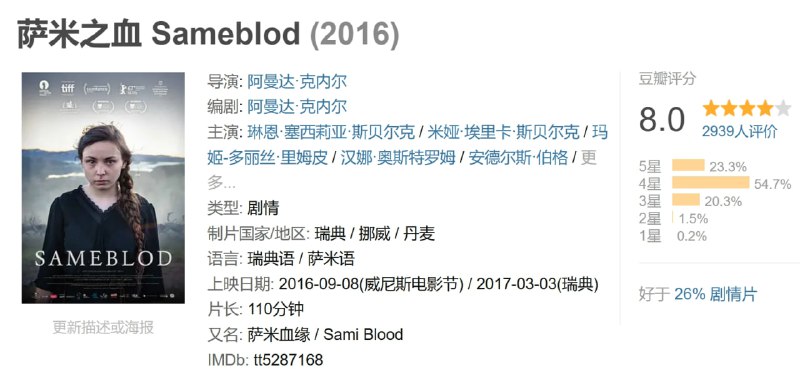 萨米之血 Sameblod (2016)
tiff
SAMEBLOD
更新描述或海报
导演: 阿曼达·克内尔
编剧: 阿曼达·克内尔
主演: 琳恩·塞西莉亚·斯贝尔克 / 米娅·埃里卡·斯贝尔克 / 玛
姬-多丽丝·里姆皮 / 汉娜·奥斯特罗姆 / 安德尔斯·伯格 / 更
多...
类型: 剧情
制片国家/地区: 瑞典 / 挪威 / 丹麦
语言: 瑞典语 / 萨米语
上映日期: 2016-09-08(威尼斯电影节) / 2017-03-03(瑞典)
片长: 110分钟
又名: 萨米血缘 / Sami Blood
IMDb: tt5287168
豆瓣评分
8.0
2939人评价
5星 23.3%
4星 54.7%
3星 20.3%
2星 1.5%
1星 0.2%
好于 26% 剧情片